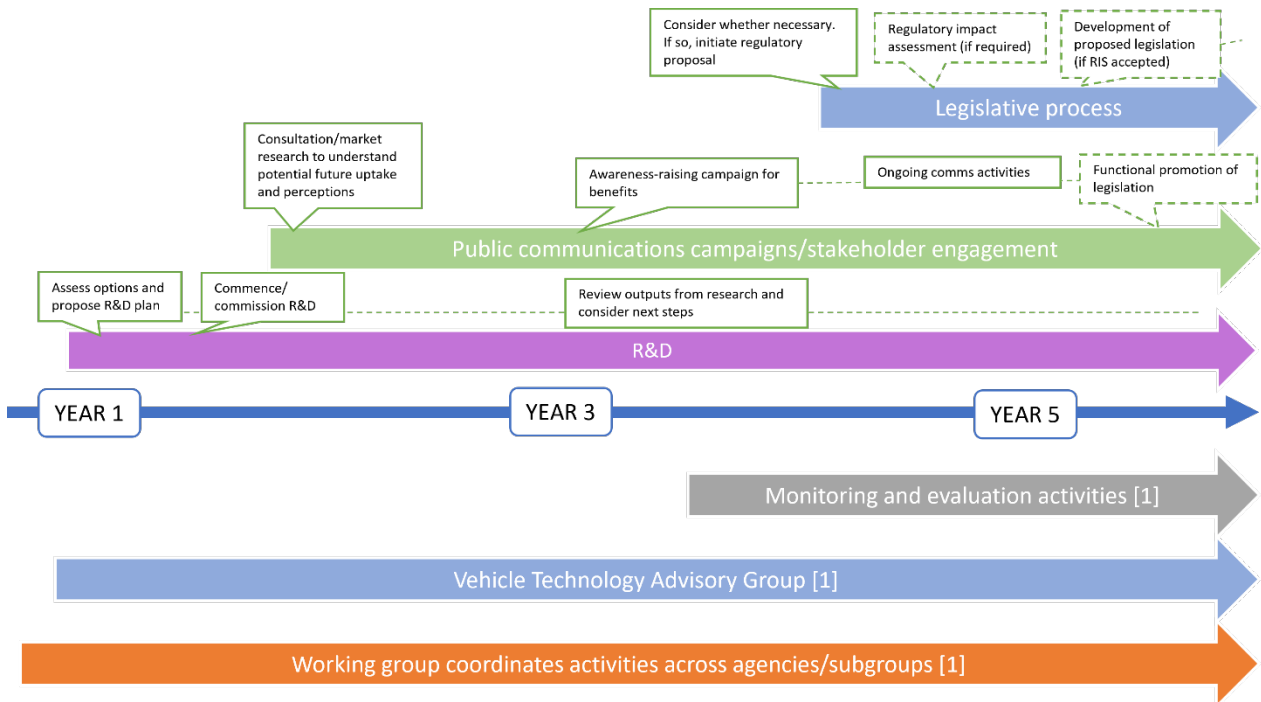 Consider whether necessary.
If so, initiate regulatory
proposal
Regulatory impact
assessment (if required)
Development of
proposed legislation
(if RIS accepted)
Legislative process
Consultation/market
research to understand
potential future uptake
and perceptions
Awareness-raising campaign for
benefits
Ongoing comms activities
Functional promotion of
legislation
Public communications campaigns/stakeholder engagement
Assess options and
propose R&D plan
Commence/
commission R&D
Review outputs from research and
consider next steps
R&D
YEAR 1
YEAR 3
YEAR 5
Monitoring and evaluation activities [1]
Vehicle Technology Advisory Group [1]
Working group coordinates activities across agencies/subgroups [1]